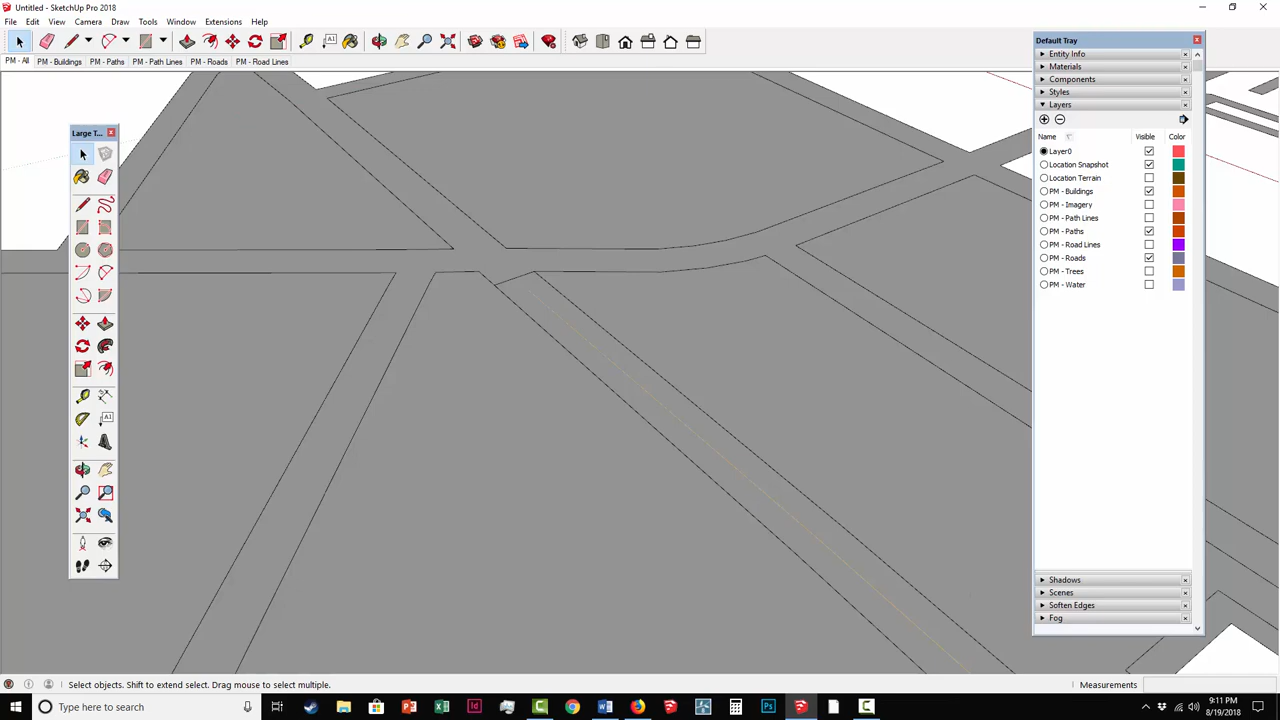 Untitled - SketchUp Pro 2018
File Edit View Camera Draw Tools Window Extensions Help
PM - All PM - Buildings PM - Paths PM - Path Lines PM - Roads PM - Road Lines
Large T...
Default Tray
Entity Info
Materials
Components
Styles
Layers
Name Visible Color
Layer0
Location Snapshot
Location Terrain
PM - Buildings
PM - Imagery
PM - Path Lines
PM - Paths
PM - Road Lines
PM - Roads
PM - Trees
PM - Water
Shadows
Scenes
Soften Edges
Fog
Select objects. Shift to extend select. Drag mouse to select multiple. Measurements
Type here to search
9:11 PM
8/19/2018